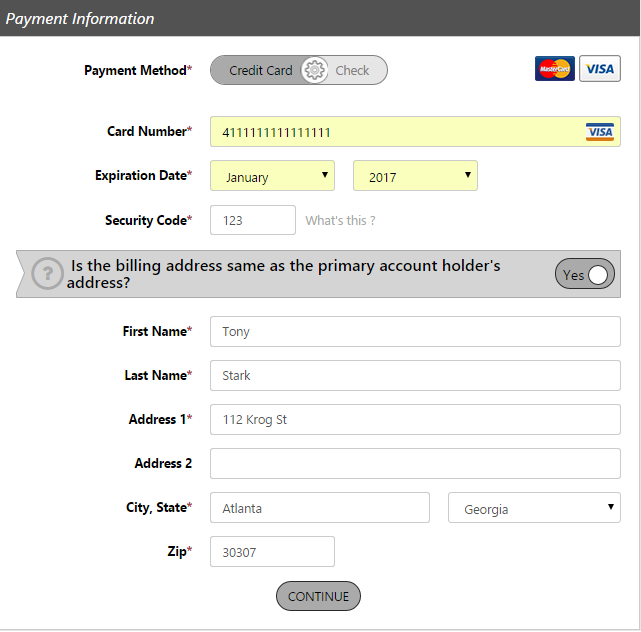 Payment Information
Payment Method* Credit Card Check MasterCard VISA
Card Number* 4111111111111111 VISA
Expiration Date* January 2017
Security Code* 123 What's this ?
? Is the billing address same as the primary account holder's
address? Yes
First Name* Tony
Last Name* Stark
Address 1* 112 Krog St
Address 2
City, State* Atlanta Georgia
Zip* 30307
CONTINUE